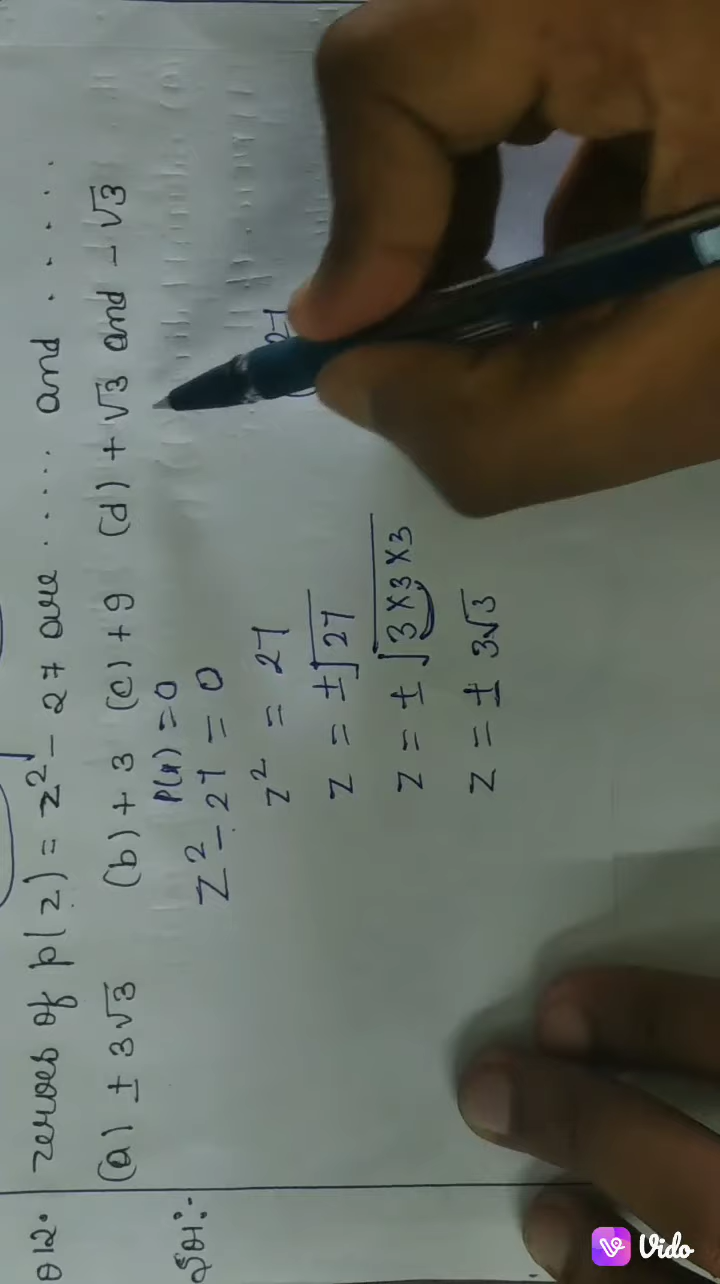 Q12. zeroes of p(z) = z² - 27 are ...... and ......
(a) ± 3√3 (b) + 3 (c) + 9 (d) + √3 and - √3
Sol:- P(x) = 0
Z² - 27 = 0
z² = 27
z = ±√27
z = ± √3×3×3
z = ± 3√3
27
Vido